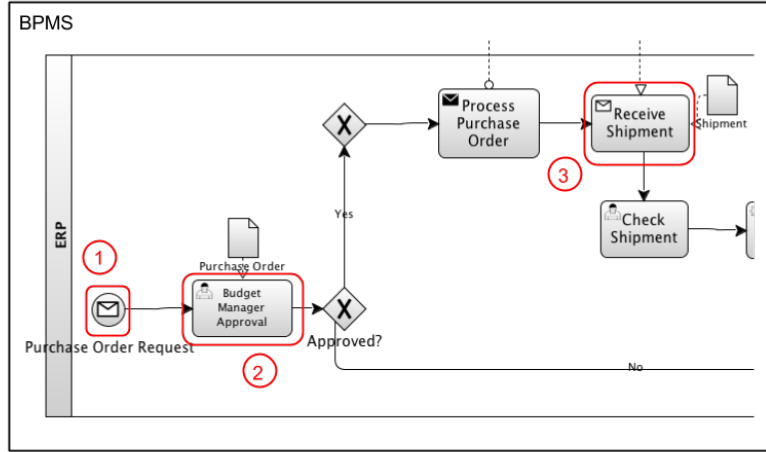 BPMS
ERP
X
Process
Purchase
Order
Receive
Shipment
Shipment
3
Yes
Check
Shipment
1
Purchase Order
Budget
Manager
Approval
X
Purchase Order Request
Approved?
2
No